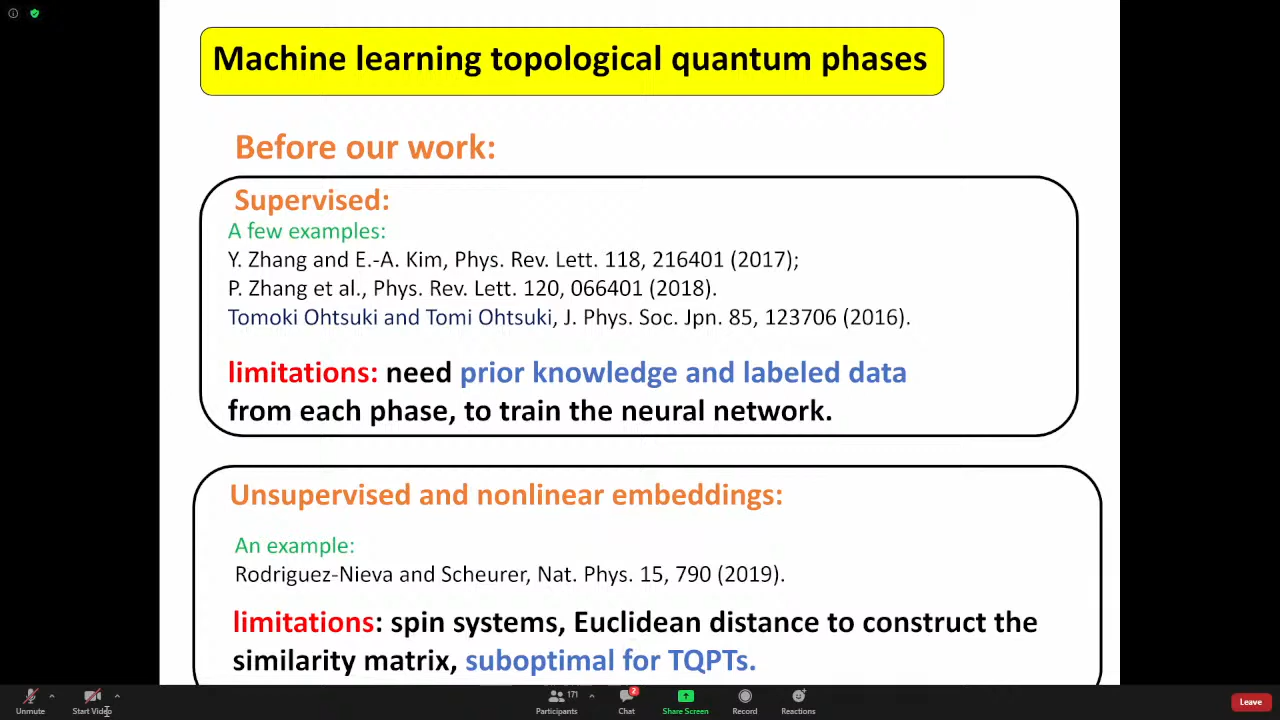 Machine learning topological quantum phases
Before our work:
Supervised:
A few examples:
Y. Zhang and E.-A. Kim, Phys. Rev. Lett. 118, 216401 (2017);
P. Zhang et al., Phys. Rev. Lett. 120, 066401 (2018).
Tomoki Ohtsuki and Tomi Ohtsuki, J. Phys. Soc. Jpn. 85, 123706 (2016).
limitations: need prior knowledge and labeled data
from each phase, to train the neural network.
Unsupervised and nonlinear embeddings:
An example:
Rodriguez-Nieva and Scheurer, Nat. Phys. 15, 790 (2019).
limitations: spin systems, Euclidean distance to construct the
similarity matrix, suboptimal for TQPTs.
Unmute
Start Video
171
Participants
2
Chat
Share Screen
Record
Reactions
Leave